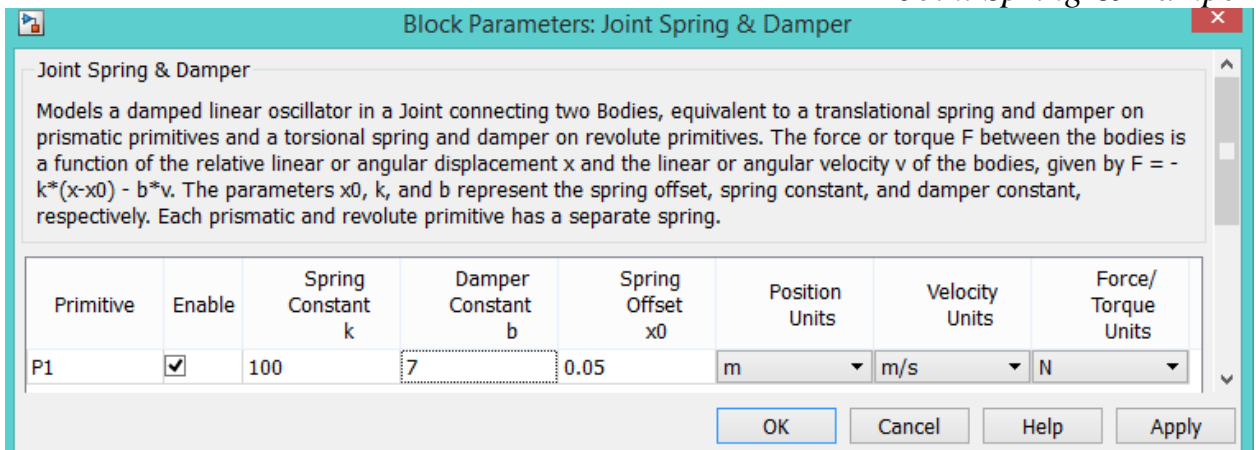 Block Parameters: Joint Spring & Damper
Joint Spring & Damper
Models a damped linear oscillator in a Joint connecting two Bodies, equivalent to a translational spring and damper on
prismatic primitives and a torsional spring and damper on revolute primitives. The force or torque F between the bodies is
a function of the relative linear or angular displacement x and the linear or angular velocity v of the bodies, given by F = -
k*(x-x0) - b*v. The parameters x0, k, and b represent the spring offset, spring constant, and damper constant,
respectively. Each prismatic and revolute primitive has a separate spring.
Primitive Enable Spring Constant k Damper Constant b Spring Offset x0 Position Units Velocity Units Force/ Torque Units
P1 100 7 0.05 m m/s N
OK Cancel Help Apply